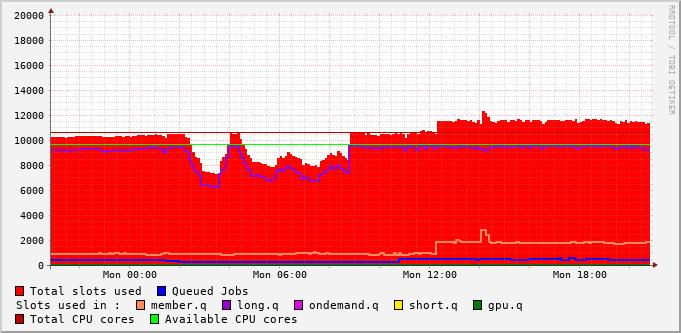 20000
18000
16000
14000
12000
10000
8000
6000
4000
2000
0
Mon 00:00 Mon 06:00 Mon 12:00 Mon 18:00
RRDTOOL / TOBI OETIKER
Total slots used Queued Jobs
Slots used in : member.q long.q ondemand.q short.q gpu.q
Total CPU cores Available CPU cores